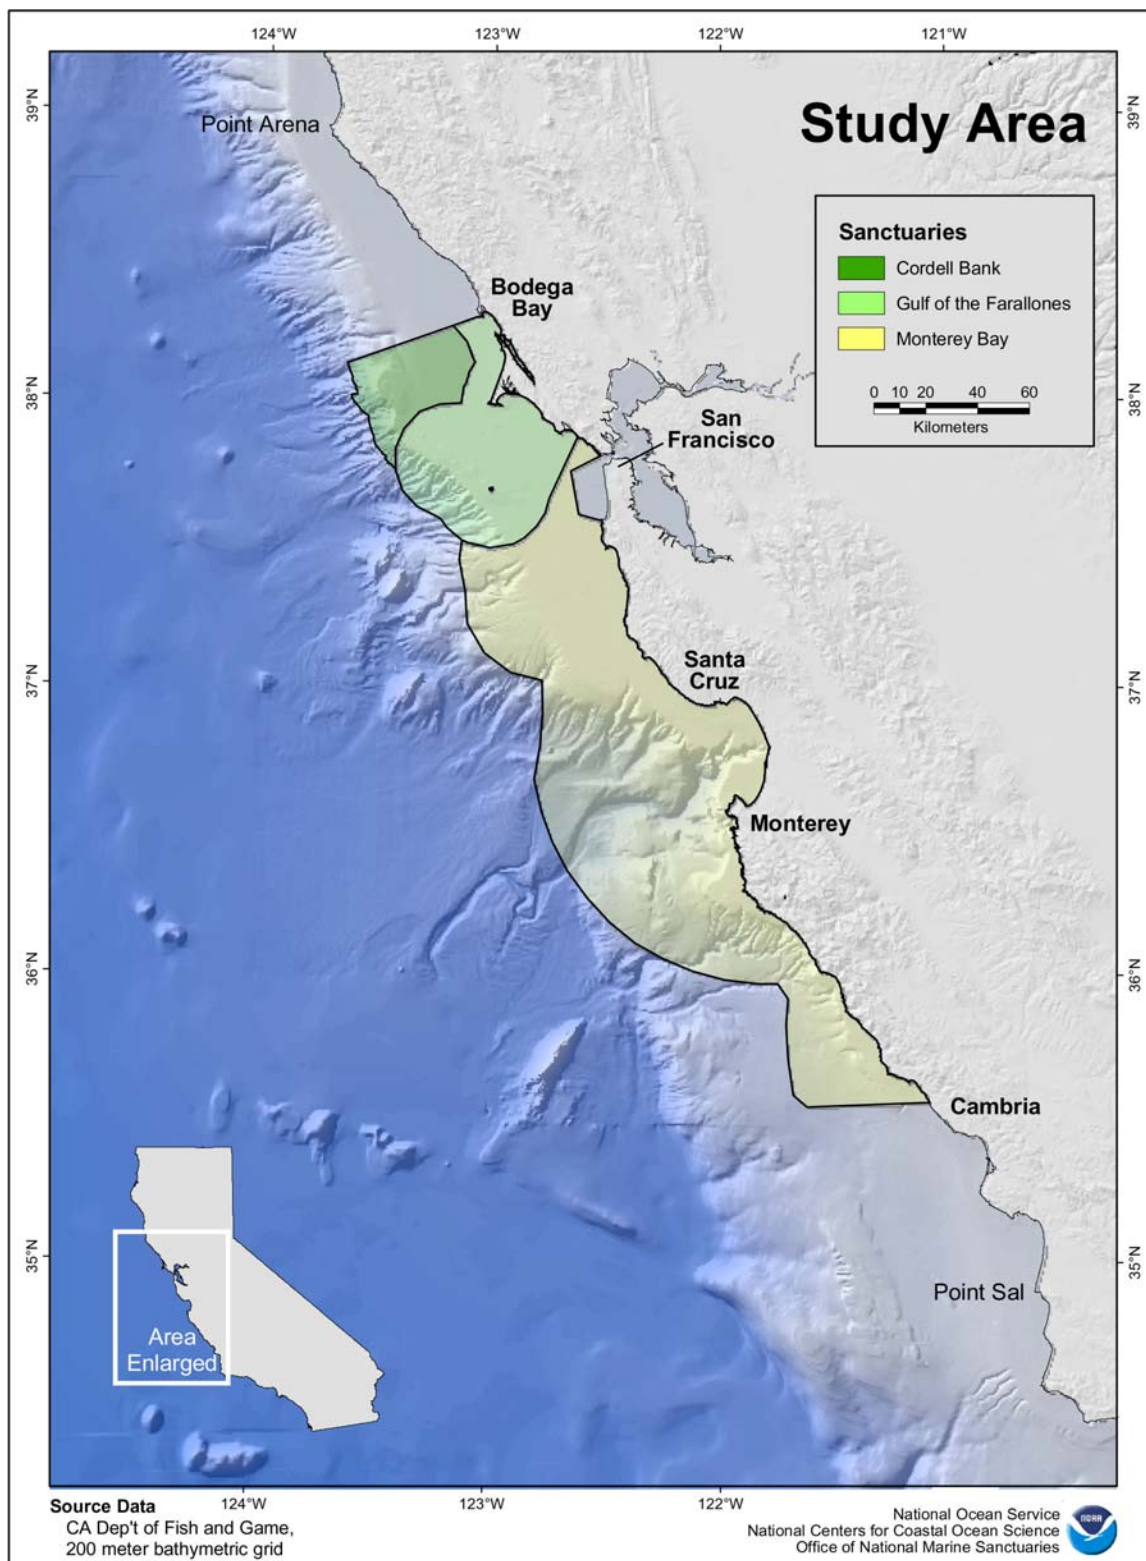 124°W
123°W
122°W
121°W
39°N
39°N
Point Arena
Study Area
Sanctuaries
Cordell Bank
Gulf of the Farallones
Monterey Bay
0 10 20 40 60
Kilometers
Bodega
Bay
38°N
38°N
San
Francisco
37°N
37°N
Santa
Cruz
Monterey
36°N
36°N
Cambria
35°N
35°N
Point Sal
Area
Enlarged
124°W
123°W
122°W
Source Data
CA Dep't of Fish and Game,
200 meter bathymetric grid
National Ocean Service
National Centers for Coastal Ocean Science
Office of National Marine Sanctuaries
NOAA